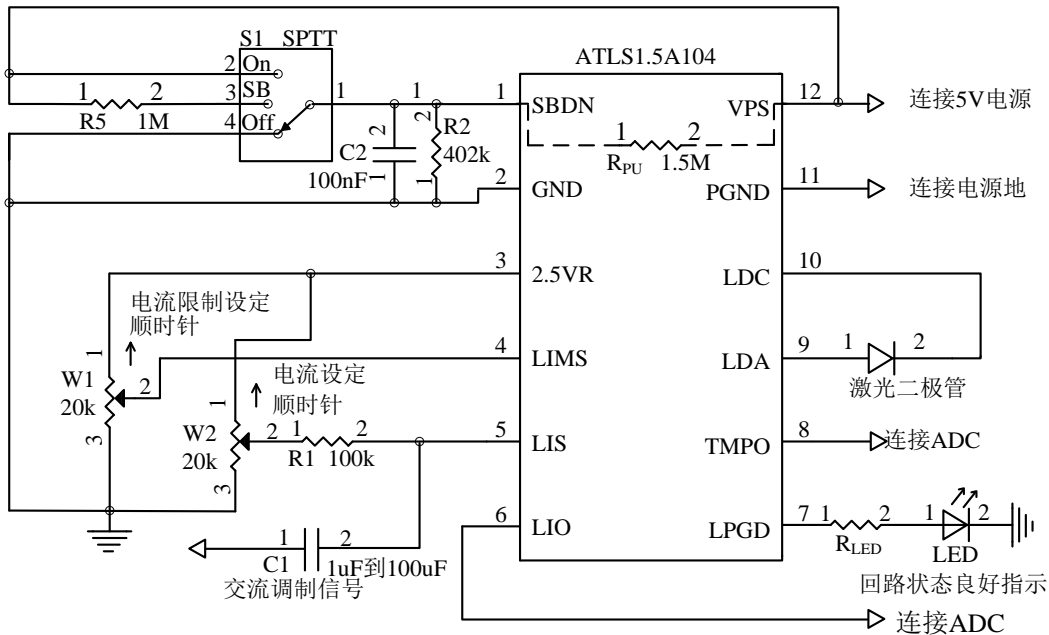 S1 SPTT
2 On
1 2 3 SB 1
R5 1M
4 Off
2
C2
100nF
1
2
R2
402k
1
ATLS1.5A104
1 SBDN
VPS 12
连接5V电源
1 2
RPU 1.5M
2 GND
PGND 11
连接电源地
3 2.5VR
LDC 10
电流限制设定
顺时针
1
W1
20k
2
3
4 LIMS
LDA 9
1 2
激光二极管
电流设定
顺时针
1
W2
20k
2
3
1 2
R1 100k
5 LIS
TMPO 8
连接ADC
6 LIO
LPGD 7
1 2
RLED
1 2
LED
回路状态良好指示
1 2
C1 1uF到100uF
交流调制信号
连接ADC